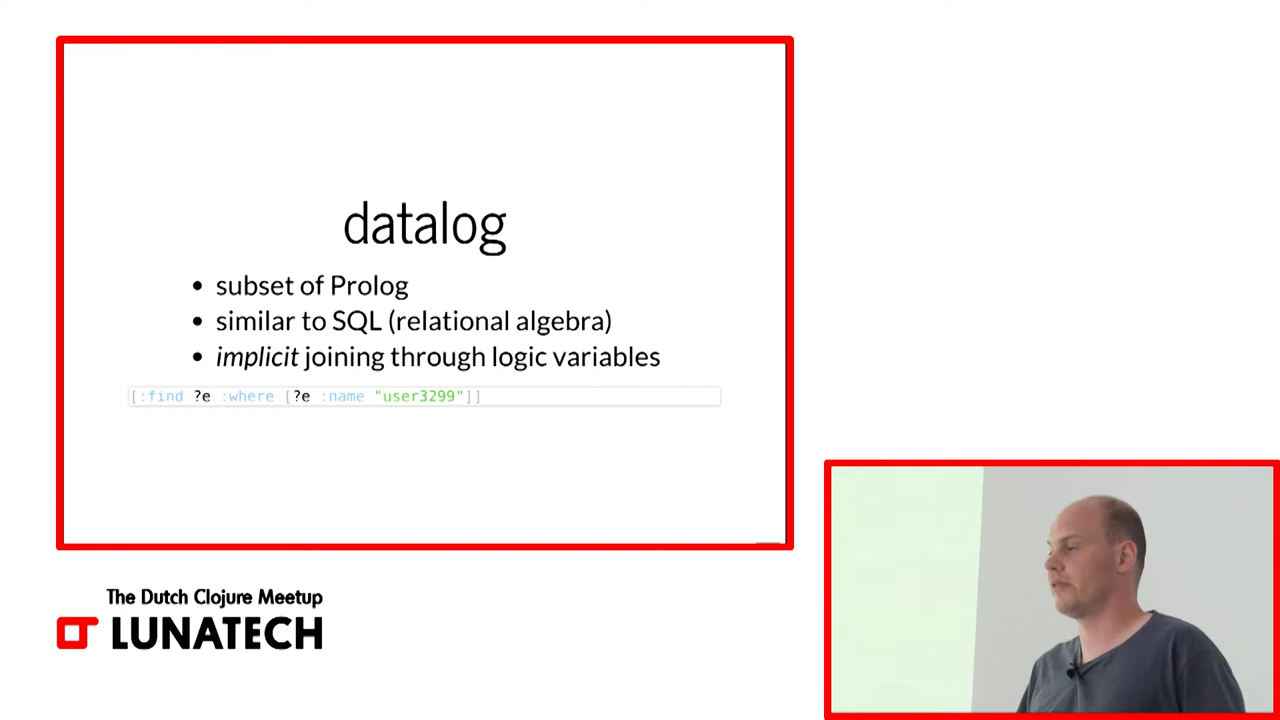 datalog
• subset of Prolog
• similar to SQL (relational algebra)
• implicit joining through logic variables
[:find ?e :where [?e :name "user3299"]]
The Dutch Clojure Meetup
LUNATECH